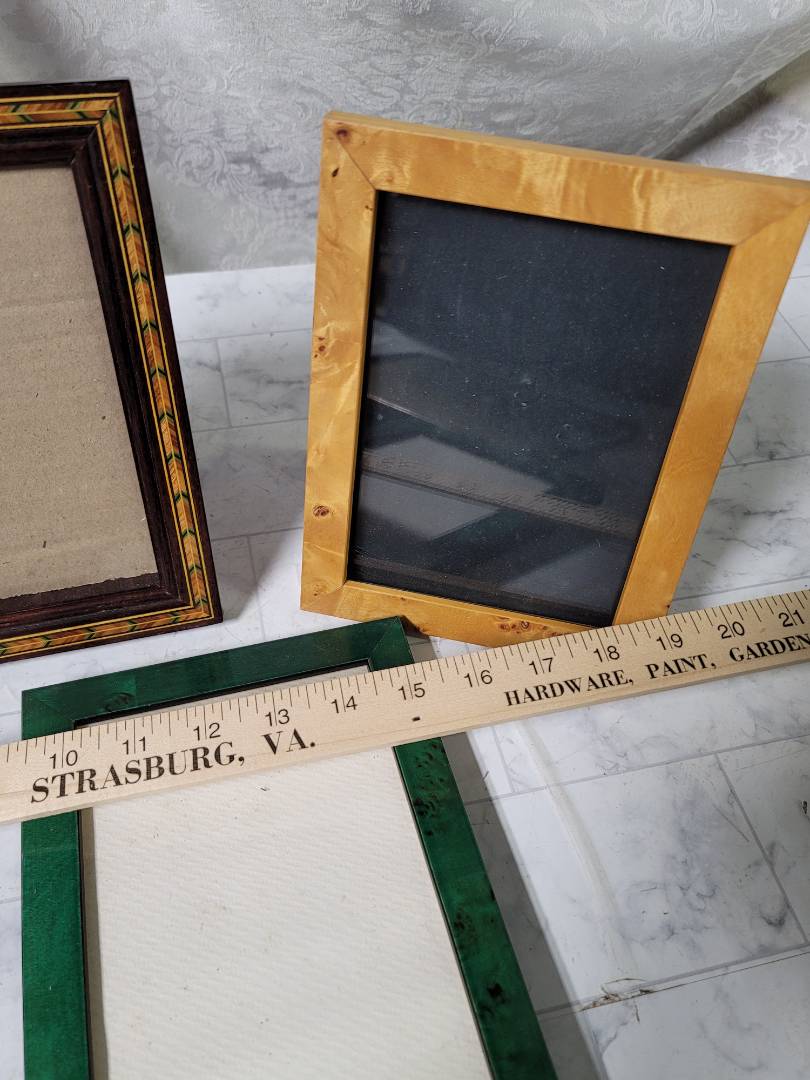 10 11 12 13 14 15 16 17 18 19 20 21
STRASBURG, VA. - HARDWARE, PAINT, GARDEN